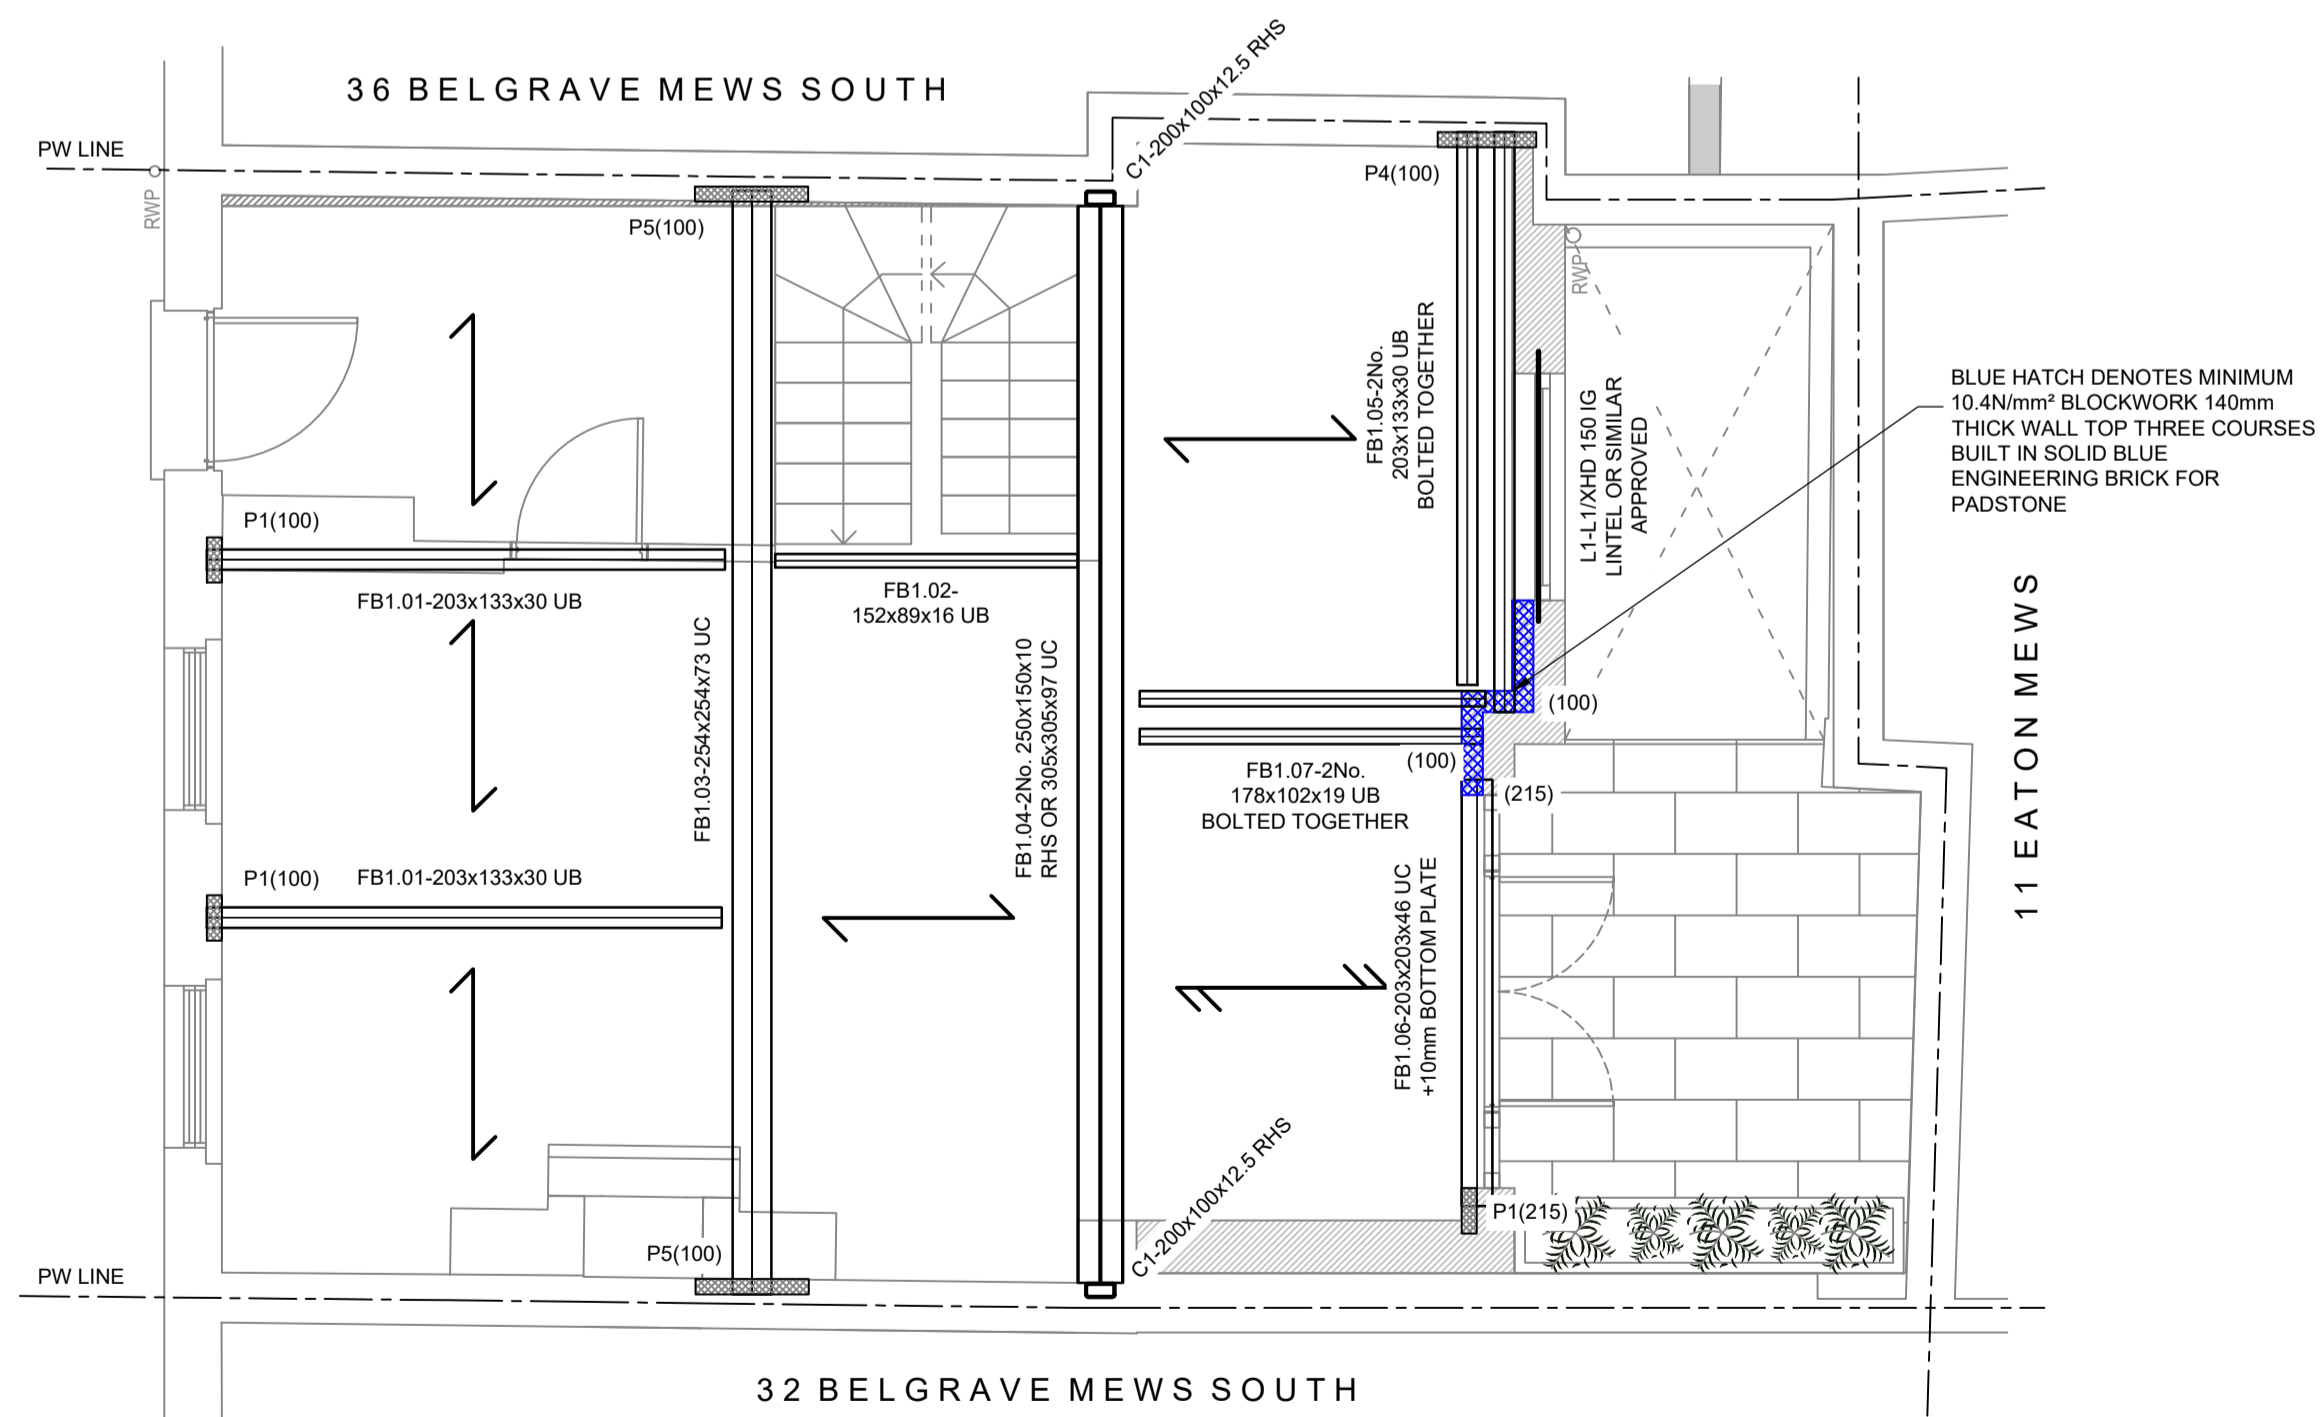 36 BELGRAVE MEWS SOUTH
C1-200x100x12.5 RHS
PW LINE
RWP
P5(100)
P4(100)
RWP
FB1.05-2No.
203x133x30 UB
BOLTED TOGETHER
L1-L1/XHD 150 IG
LINTEL OR SIMILAR
APPROVED
BLUE HATCH DENOTES MINIMUM
10.4N/mm² BLOCKWORK 140mm
THICK WALL TOP THREE COURSES
BUILT IN SOLID BLUE
ENGINEERING BRICK FOR
PADSTONE
P1(100)
FB1.01-203x133x30 UB
FB1.02-
152x89x16 UB
FB1.03-254x254x73 UC
FB1.04-2No. 250x150x10
RHS OR 305x305x97 UC
(100)
(100)
(215)
FB1.07-2No.
178x102x19 UB
BOLTED TOGETHER
11 EATON MEWS
P1(100)
FB1.01-203x133x30 UB
FB1.06-203x203x46 UC
+10mm BOTTOM PLATE
C1-200x100x12.5 RHS
P1(215)
P5(100)
PW LINE
32 BELGRAVE MEWS SOUTH